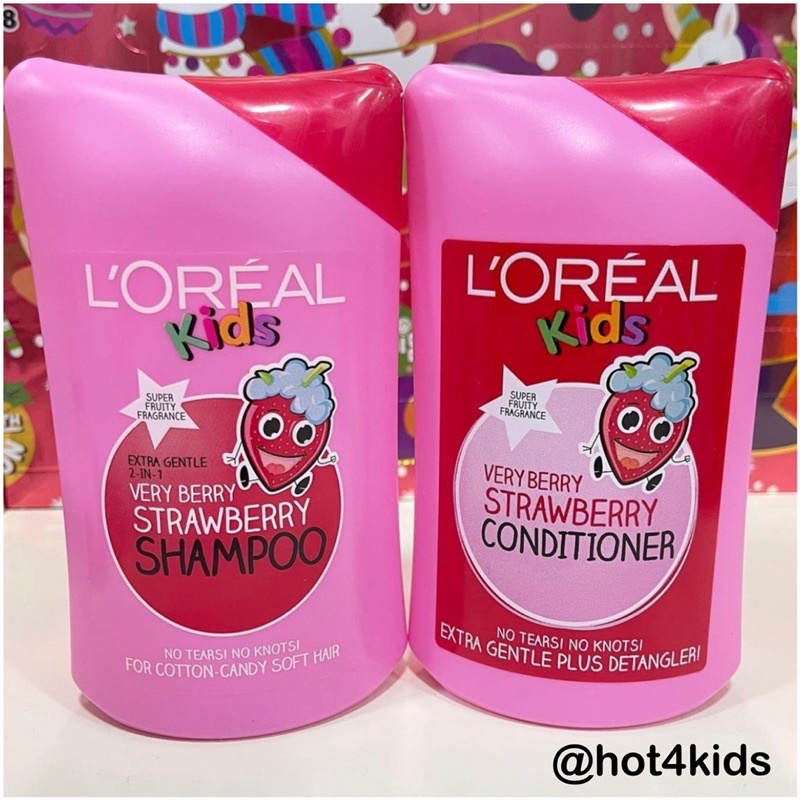 8
L'ORÉAL
Kids
SUPER
FRUITY
FRAGRANCE
EXTRA GENTLE
2-IN-1
VERY BERRY
STRAWBERRY
SHAMPOO
NO TEARS! NO KNOTS!
FOR COTTON-CANDY SOFT HAIR
L'ORÉAL
Kids
SUPER
FRUITY
FRAGRANCE
VERY BERRY
STRAWBERRY
CONDITIONER
NO TEARS! NO KNOTS!
EXTRA GENTLE PLUS DETANGLER!
@hot4kids